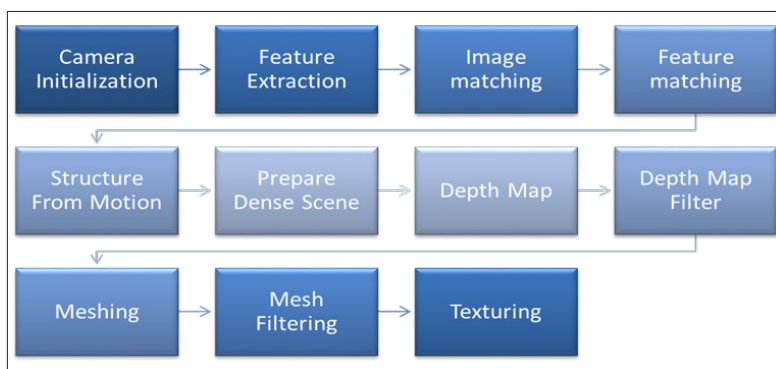 Camera
Initialization
Feature
Extraction
Image
matching
Feature
matching
Structure
From Motion
Prepare
Dense Scene
Depth Map
Depth Map
Filter
Meshing
Mesh
Filtering
Texturing